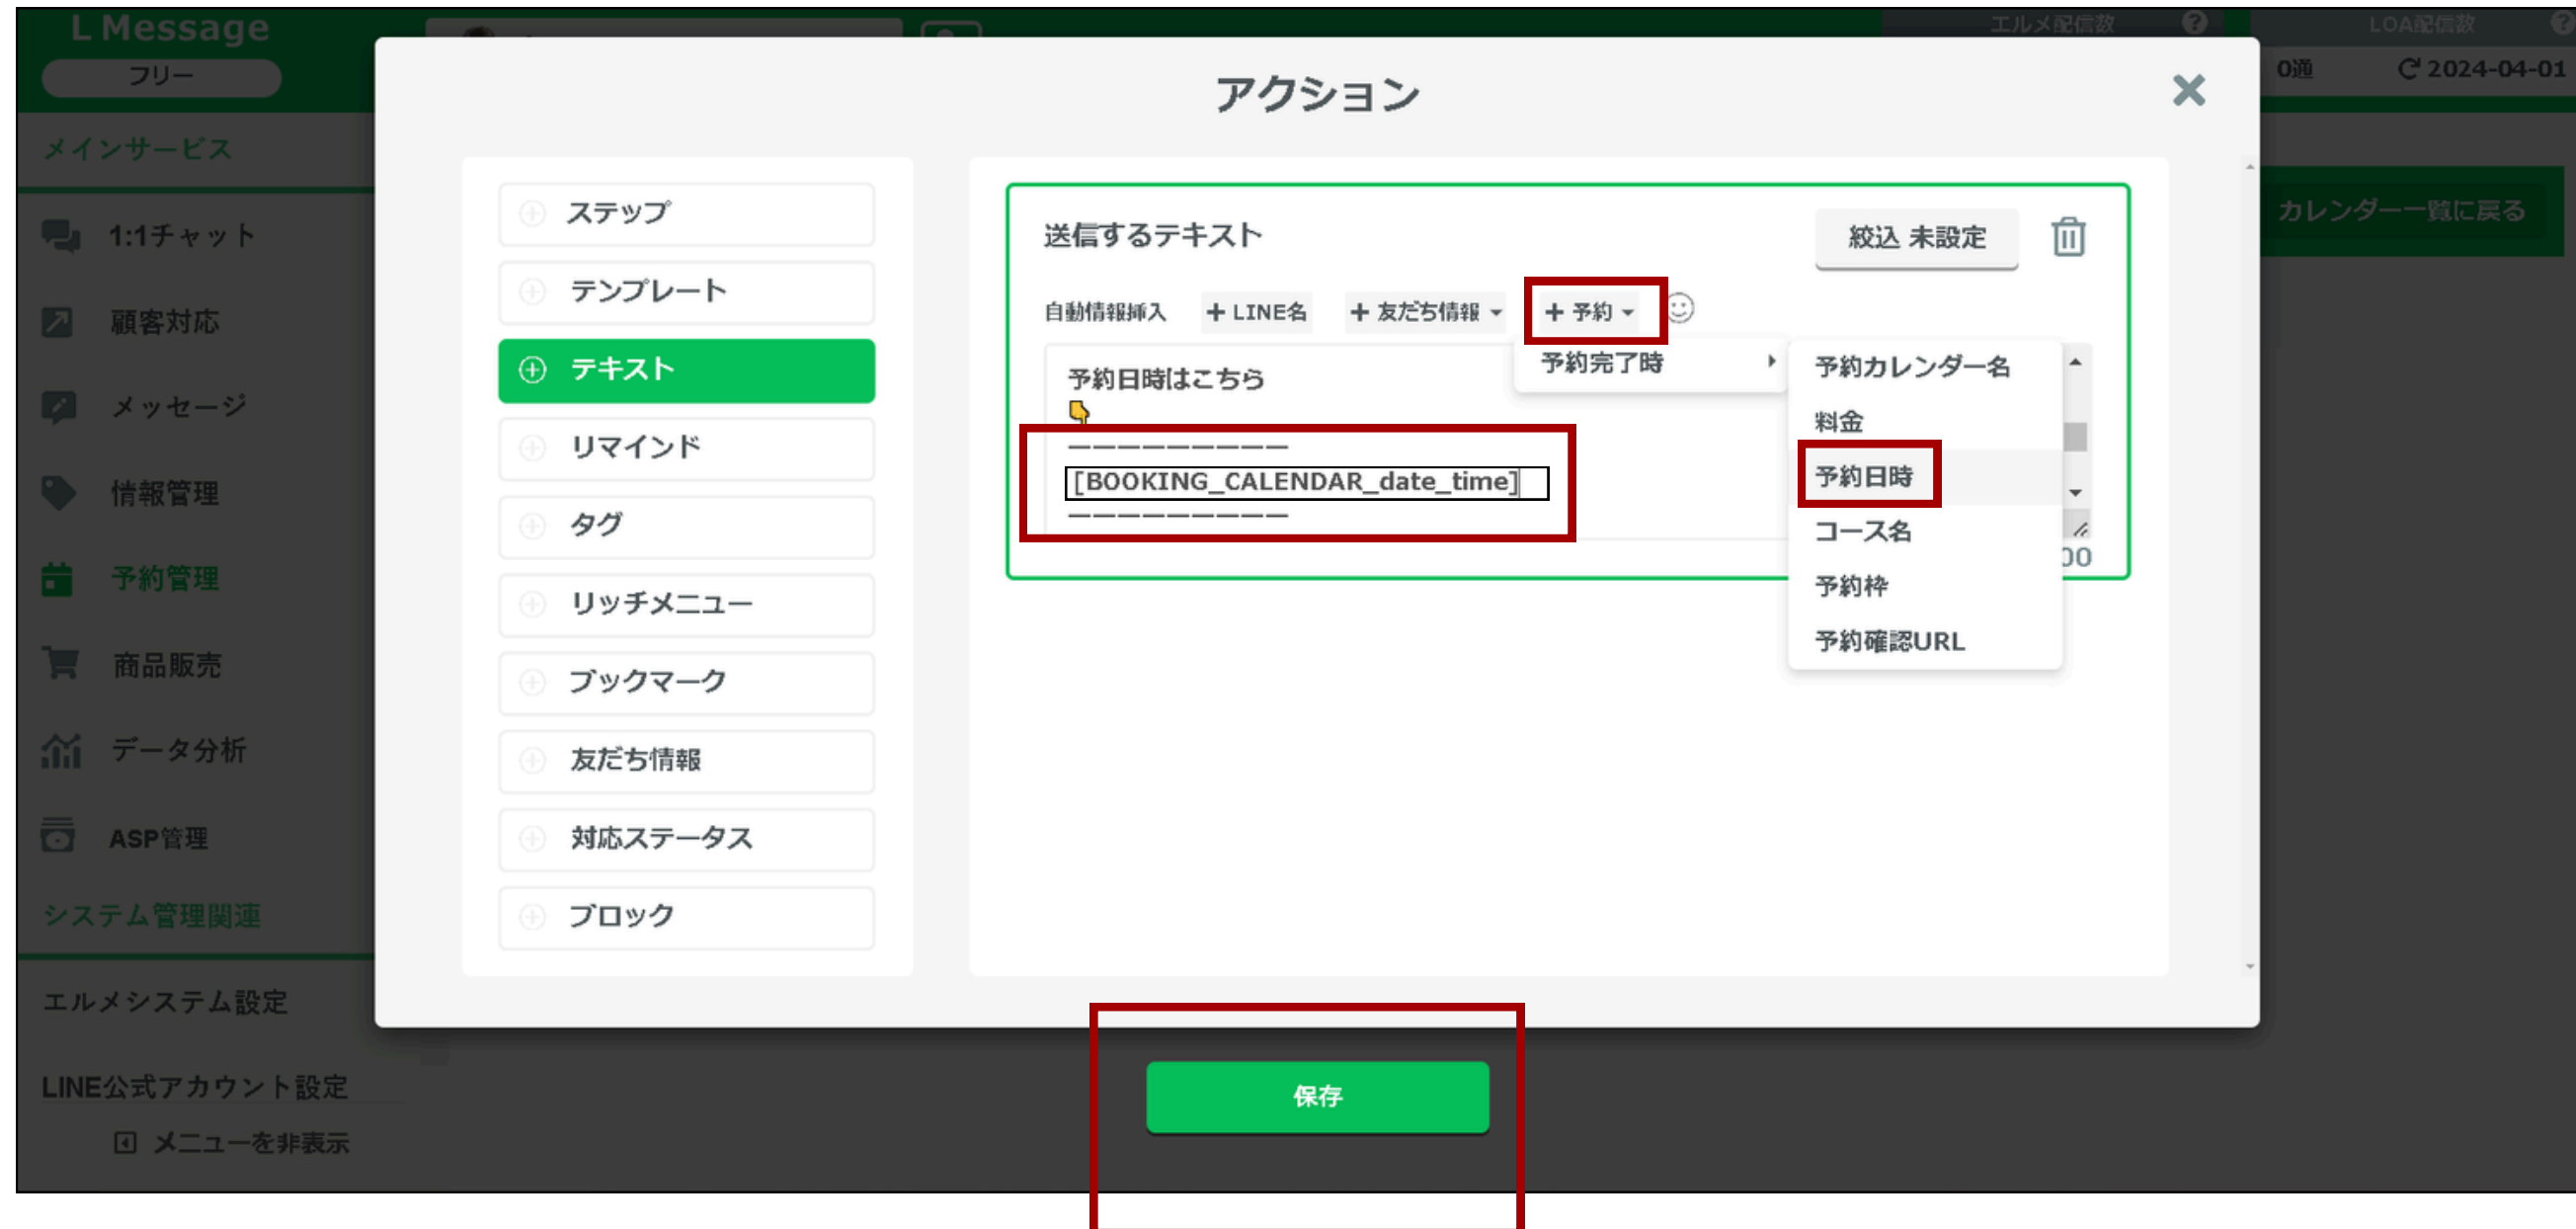 L Message
フリー
エルメ配信数
LOA配信数
0通
2024-04-01
メインサービス
1:1チャット
顧客対応
メッセージ
情報管理
予約管理
商品販売
データ分析
ASP管理
システム管理関連
エルメシステム設定
LINE公式アカウント設定
メニューを非表示
カレンダー一覧に戻る
アクション
ステップ
テンプレート
テキスト
リマインド
タグ
リッチメニュー
ブックマーク
友だち情報
対応ステータス
ブロック
送信するテキスト
絞込 未設定
自動情報挿入 +LINE名 +友だち情報 +予約
予約日時はこちら
👇
ーーーーーーーーー
[BOOKING_CALENDAR_date_time]
ーーーーーーーーー
予約完了時
予約カレンダー名
料金
予約日時
コース名
予約枠
予約確認URL
00
保存